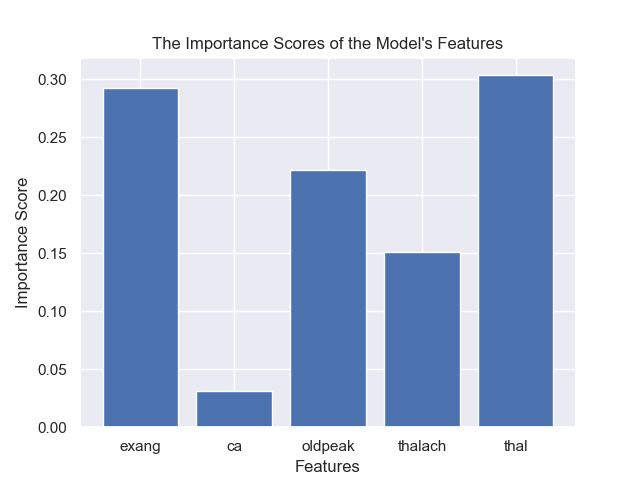 The Importance Scores of the Model's Features
0.30
0.25
0.20
0.15
0.10
0.05
0.00
Importance Score
exang ca oldpeak thalach thal
Features